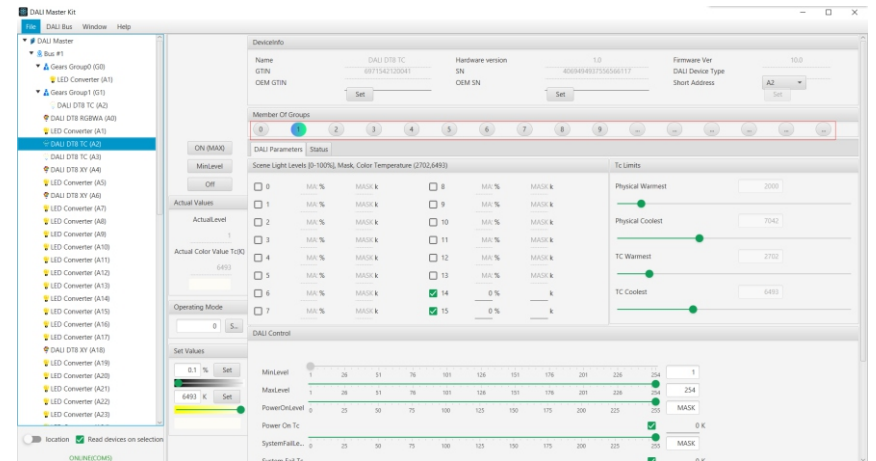 DALI Master Kit
File DALI Bus Window Help
DALI Master
Bus #1
Gears Group0 (G0)
LED Converter (A1)
Gears Group1 (G1)
DALI DT8 TC (A2)
DALI DT8 RGBWA (A0)
LED Converter (A1)
DALI DT8 TC (A2)
DALI DT8 TC (A3)
DALI DT8 XY (A4)
LED Converter (A5)
DALI DT8 XY (A6)
LED Converter (A7)
LED Converter (A8)
LED Converter (A9)
LED Converter (A10)
LED Converter (A11)
LED Converter (A12)
LED Converter (A13)
LED Converter (A14)
LED Converter (A15)
LED Converter (A16)
LED Converter (A17)
DALI DT8 XY (A18)
LED Converter (A19)
LED Converter (A20)
LED Converter (A21)
LED Converter (A22)
LED Converter (A23)
location Read devices on selection
ONLINE(COM5)
ON (MAX)
MinLevel
Off
Actual Values
ActualLevel
1
Actual Color Value Tc[K]
6493
Operating Mode
0 S...
Set Values
0.1 % Set
6493 K Set
DeviceInfo
Name DALI DT8 TC Hardware version 1.0 Firmware Ver 10.0
GTIN 6971542120041 SN DALI Device Type
OEM GTIN OEM SN Short Address A2
Set Set Set
Member Of Groups
0 1 2 3 4 5 6 7 8 9 ... ... ... ... ... ...
DALI Parameters Status
Scene Light Levels [0-100%], Mask, Color Temperature (2702,6493) Tc Limits
0 MA: % MASK k 8 MA: % MASK k Physical Warmest 2000
1 MA: % MASK k 9 MA: % MASK k
2 MA: % MASK k 10 MA: % MASK k Physical Coolest 7042
3 MA: % MASK k 11 MA: % MASK k
4 MA: % MASK k 12 MA: % MASK k TC Warmest 2702
5 MA: % MASK k 13 MA: % MASK k
6 MA: % MASK k 14 0 % k TC Coolest 6493
7 MA: % MASK k 15 0 % k
DALI Control
MinLevel 1 26 51 76 101 126 151 176 201 226 254 1
MaxLevel 1 26 51 76 101 126 151 176 201 226 254 254
PowerOnLevel 0 25 50 75 100 125 150 175 200 225 255 MASK
Power On Tc 0 K
SystemFailLe... 0 25 50 75 100 125 150 175 200 225 255 MASK
System Fail Tc 0 K